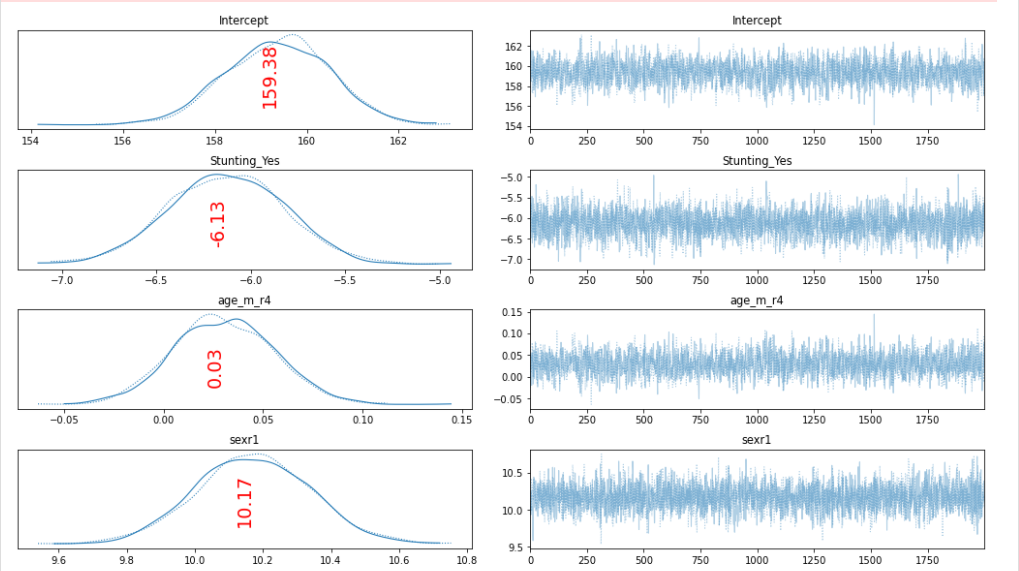 Intercept
Intercept
159.38
154 156 158 160 162
162
160
158
156
154
0 250 500 750 1000 1250 1500 1750
Stunting_Yes
Stunting_Yes
-6.13
−7.0 −6.5 −6.0 −5.5 −5.0
−5.0
−5.5
−6.0
−6.5
−7.0
0 250 500 750 1000 1250 1500 1750
age_m_r4
age_m_r4
0.03
−0.05 0.00 0.05 0.10 0.15
0.15
0.10
0.05
0.00
−0.05
0 250 500 750 1000 1250 1500 1750
sexr1
sexr1
10.17
9.6 9.8 10.0 10.2 10.4 10.6 10.8
10.5
10.0
9.5
0 250 500 750 1000 1250 1500 1750